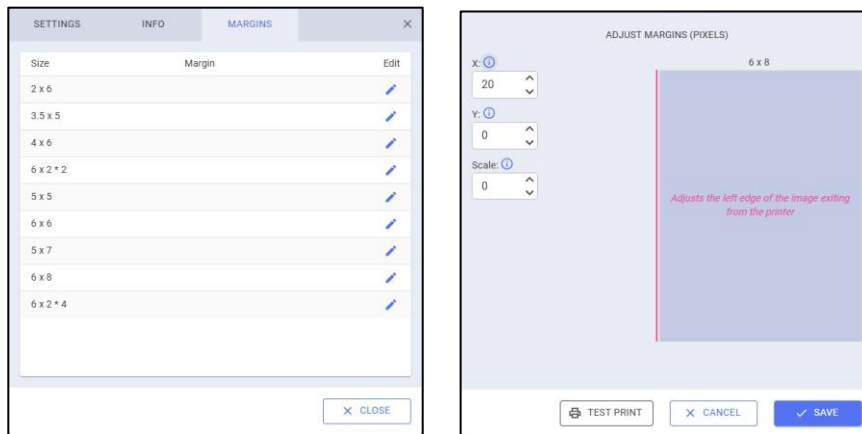 SETTINGS INFO MARGINS
Size Margin Edit
2 x 6
3.5 x 5
4 x 6
6 x 2 * 2
5 x 5
6 x 6
5 x 7
6 x 8
6 x 2 * 4
CLOSE
ADJUST MARGINS (PIXELS)
X:
20
Y:
0
Scale:
0
6 x 8
Adjusts the left edge of the image exiting
from the printer
TEST PRINT CANCEL SAVE